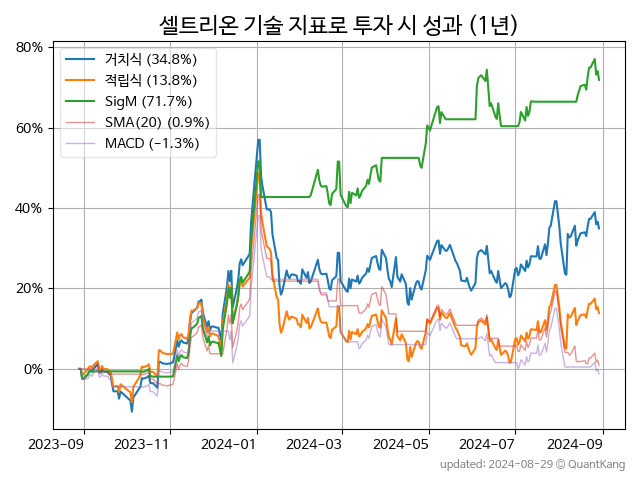 셀트리온 기술 지표로 투자 시 성과 (1년)
80%
60%
40%
20%
0%
거치식 (34.8%)
적립식 (13.8%)
SigM (71.7%)
SMA(20) (0.9%)
MACD (-1.3%)
2023-09 2023-11 2024-01 2024-03 2024-05 2024-07 2024-09
updated: 2024-08-29 © QuantKang